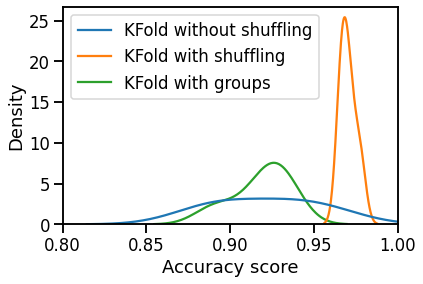 25
20
15
10
5
0
Density
KFold without shuffling
KFold with shuffling
KFold with groups
0.80 0.85 0.90 0.95 1.00
Accuracy score